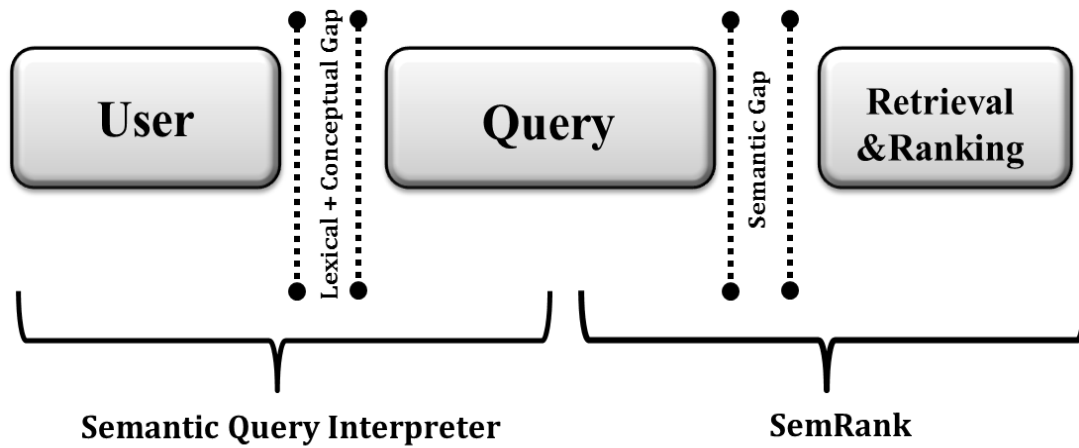 User
Lexical + Conceptual Gap
Query
Semantic Gap
Retrieval
&Ranking
Semantic Query Interpreter
SemRank